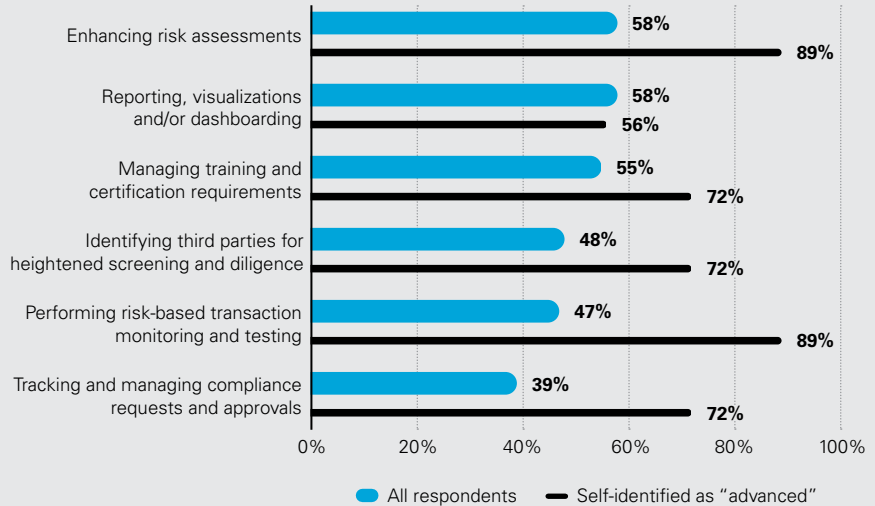 Enhancing risk assessments
58%
89%
Reporting, visualizations
and/or dashboarding
58%
56%
Managing training and
certification requirements
55%
72%
Identifying third parties for
heightened screening and diligence
48%
72%
Performing risk-based transaction
monitoring and testing
47%
89%
Tracking and managing compliance
requests and approvals
39%
72%
0% 20% 40% 60% 80% 100%
All respondents Self-identified as “advanced”